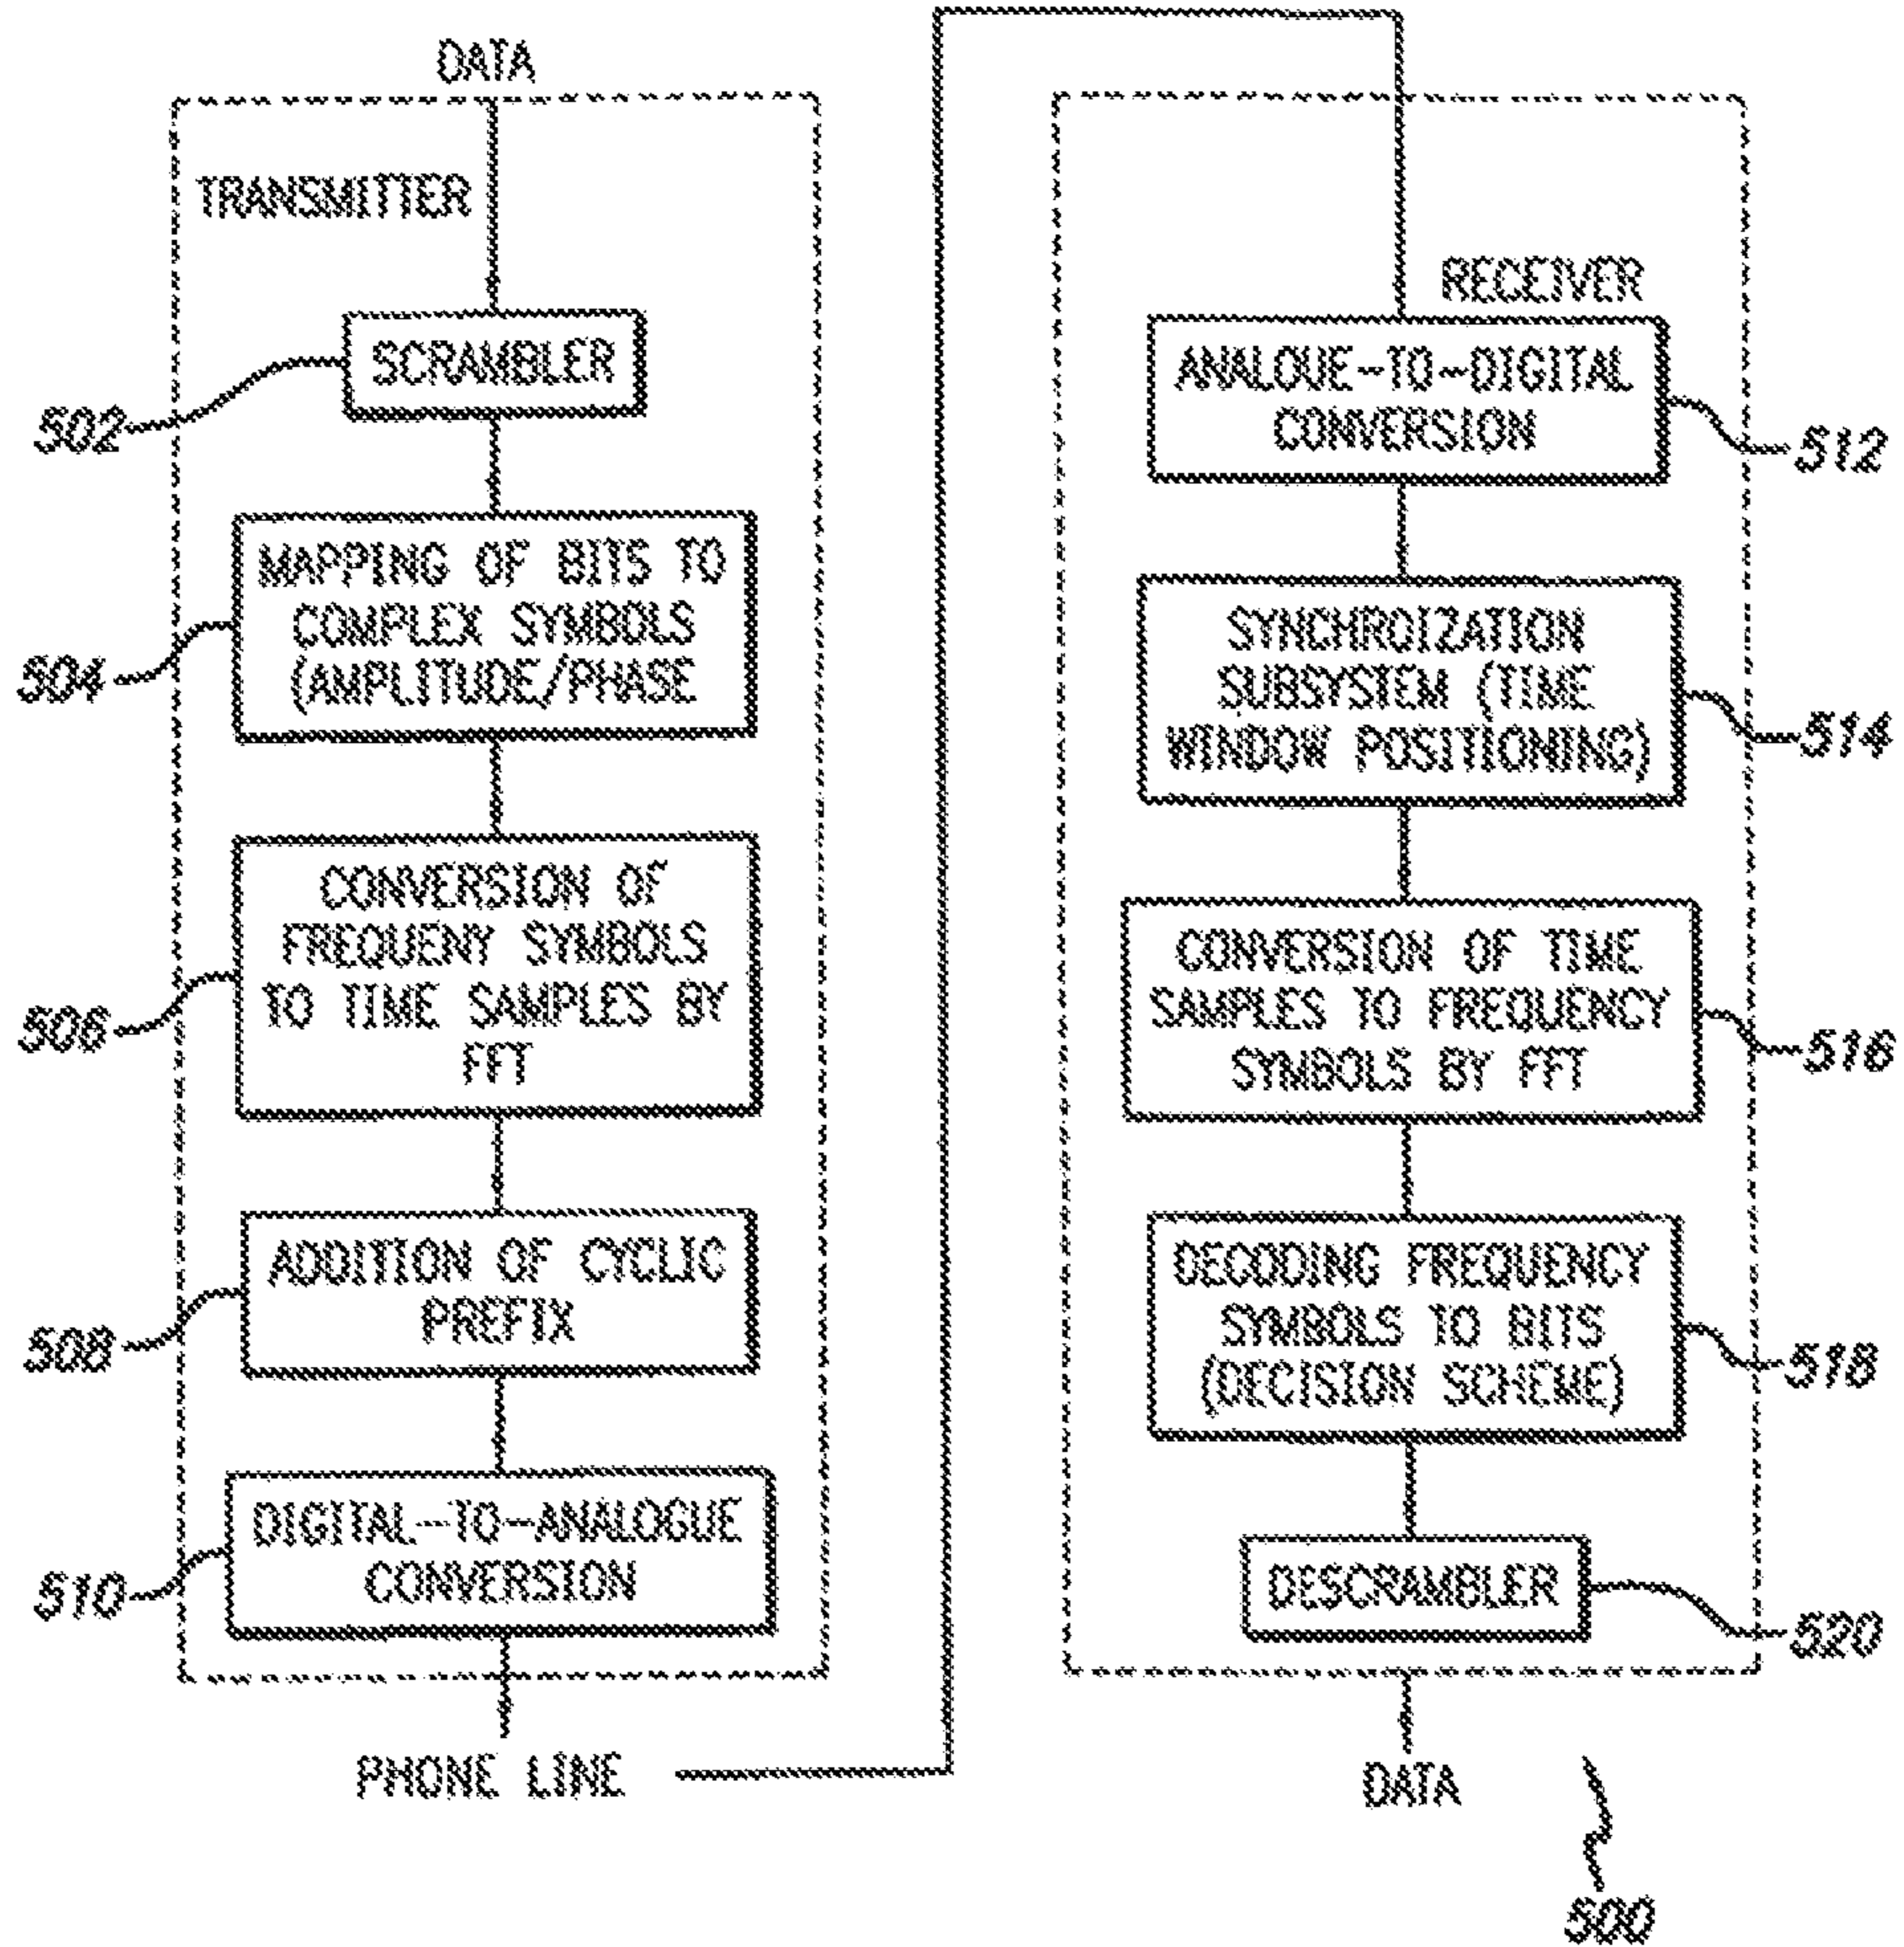 DATA
TRANSMITTER
SCRAMBLER
502
MAPPING OF BITS TO
COMPLEX SYMBOLS
(AMPLITUDE/PHASE
504
CONVERSION OF
FREQUENY SYMBOLS
TO TIME SAMPLES BY
FFT
506
ADDITION OF CYCLIC
PREFIX
508
DIGITAL-TO-ANALOGUE
CONVERSION
510
PHONE LINE
RECEIVER
ANALOUE-TO-DIGITAL
CONVERSION
512
SYNCHROIZATION
SUBSYSTEM (TIME
WINDOW POSITIONING)
514
CONVERSION OF TIME
SAMPLES TO FREQUENCY
SYMBOLS BY FFT
516
DECODING FREQUENCY
SYMBOLS TO BITS
(DECISION SCHEME)
518
DESCRAMBLER
520
DATA
500